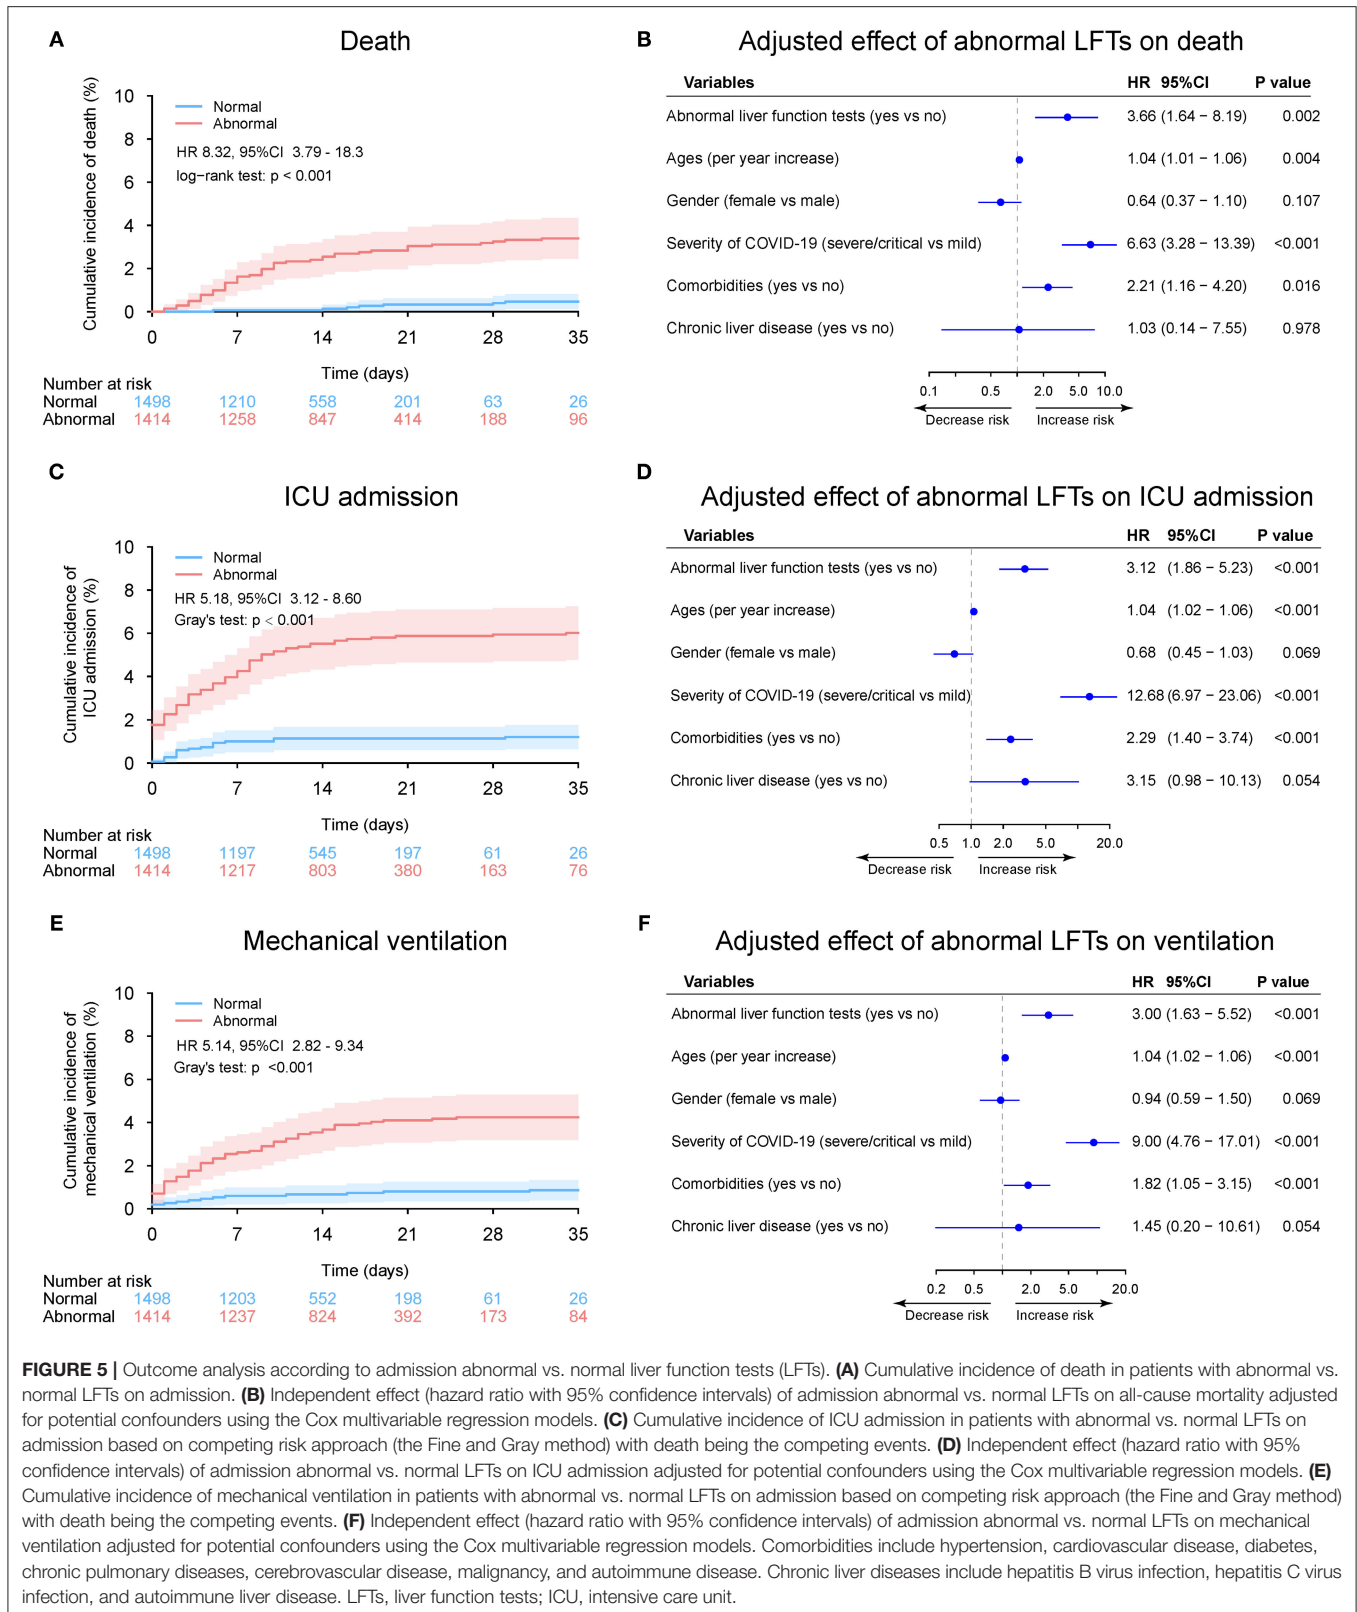 A Death
Cumulative incidence of death (%)
10
8
6
4
2
0
Normal
Abnormal
HR 8.32, 95%CI 3.79 - 18.3
log−rank test: p < 0.001
0 7 14 21 28 35
Time (days)
Number at risk
Normal 1498 1210 558 201 63 26
Abnormal 1414 1258 847 414 188 96
B Adjusted effect of abnormal LFTs on death
Variables HR 95%CI P value
Abnormal liver function tests (yes vs no) 3.66 (1.64 − 8.19) 0.002
Ages (per year increase) 1.04 (1.01 − 1.06) 0.004
Gender (female vs male) 0.64 (0.37 − 1.10) 0.107
Severity of COVID-19 (severe/critical vs mild) 6.63 (3.28 − 13.39) <0.001
Comorbidities (yes vs no) 2.21 (1.16 − 4.20) 0.016
Chronic liver disease (yes vs no) 1.03 (0.14 − 7.55) 0.978
0.1 0.5 2.0 5.0 10.0
Decrease risk Increase risk
C ICU admission
Cumulative incidence of
ICU admission (%)
10
8
6
4
2
0
Normal
Abnormal
HR 5.18, 95%CI 3.12 - 8.60
Gray's test: p < 0.001
0 7 14 21 28 35
Time (days)
Number at risk
Normal 1498 1197 545 197 61 26
Abnormal 1414 1217 803 380 163 76
D Adjusted effect of abnormal LFTs on ICU admission
Variables HR 95%CI P value
Abnormal liver function tests (yes vs no) 3.12 (1.86 − 5.23) <0.001
Ages (per year increase) 1.04 (1.02 − 1.06) <0.001
Gender (female vs male) 0.68 (0.45 − 1.03) 0.069
Severity of COVID-19 (severe/critical vs mild) 12.68 (6.97 − 23.06) <0.001
Comorbidities (yes vs no) 2.29 (1.40 − 3.74) <0.001
Chronic liver disease (yes vs no) 3.15 (0.98 − 10.13) 0.054
0.5 1.0 2.0 5.0 20.0
Decrease risk Increase risk
E Mechanical ventilation
Cumulative incidence of
mechanical ventilation (%)
10
8
6
4
2
0
Normal
Abnormal
HR 5.14, 95%CI 2.82 - 9.34
Gray's test: p <0.001
0 7 14 21 28 35
Time (days)
Number at risk
Normal 1498 1203 552 198 61 26
Abnormal 1414 1237 824 392 173 84
F Adjusted effect of abnormal LFTs on ventilation
Variables HR 95%CI P value
Abnormal liver function tests (yes vs no) 3.00 (1.63 − 5.52) <0.001
Ages (per year increase) 1.04 (1.02 − 1.06) <0.001
Gender (female vs male) 0.94 (0.59 − 1.50) 0.069
Severity of COVID-19 (severe/critical vs mild) 9.00 (4.76 − 17.01) <0.001
Comorbidities (yes vs no) 1.82 (1.05 − 3.15) <0.001
Chronic liver disease (yes vs no) 1.45 (0.20 − 10.61) 0.054
0.2 0.5 2.0 5.0 20.0
Decrease risk Increase risk
FIGURE 5 | Outcome analysis according to admission abnormal vs. normal liver function tests (LFTs). (A) Cumulative incidence of death in patients with abnormal vs.
normal LFTs on admission. (B) Independent effect (hazard ratio with 95% confidence intervals) of admission abnormal vs. normal LFTs on all-cause mortality adjusted
for potential confounders using the Cox multivariable regression models. (C) Cumulative incidence of ICU admission in patients with abnormal vs. normal LFTs on
admission based on competing risk approach (the Fine and Gray method) with death being the competing events. (D) Independent effect (hazard ratio with 95%
confidence intervals) of admission abnormal vs. normal LFTs on ICU admission adjusted for potential confounders using the Cox multivariable regression models. (E)
Cumulative incidence of mechanical ventilation in patients with abnormal vs. normal LFTs on admission based on competing risk approach (the Fine and Gray method)
with death being the competing events. (F) Independent effect (hazard ratio with 95% confidence intervals) of admission abnormal vs. normal LFTs on mechanical
ventilation adjusted for potential confounders using the Cox multivariable regression models. Comorbidities include hypertension, cardiovascular disease, diabetes,
chronic pulmonary diseases, cerebrovascular disease, malignancy, and autoimmune disease. Chronic liver diseases include hepatitis B virus infection, hepatitis C virus
infection, and autoimmune liver disease. LFTs, liver function tests; ICU, intensive care unit.